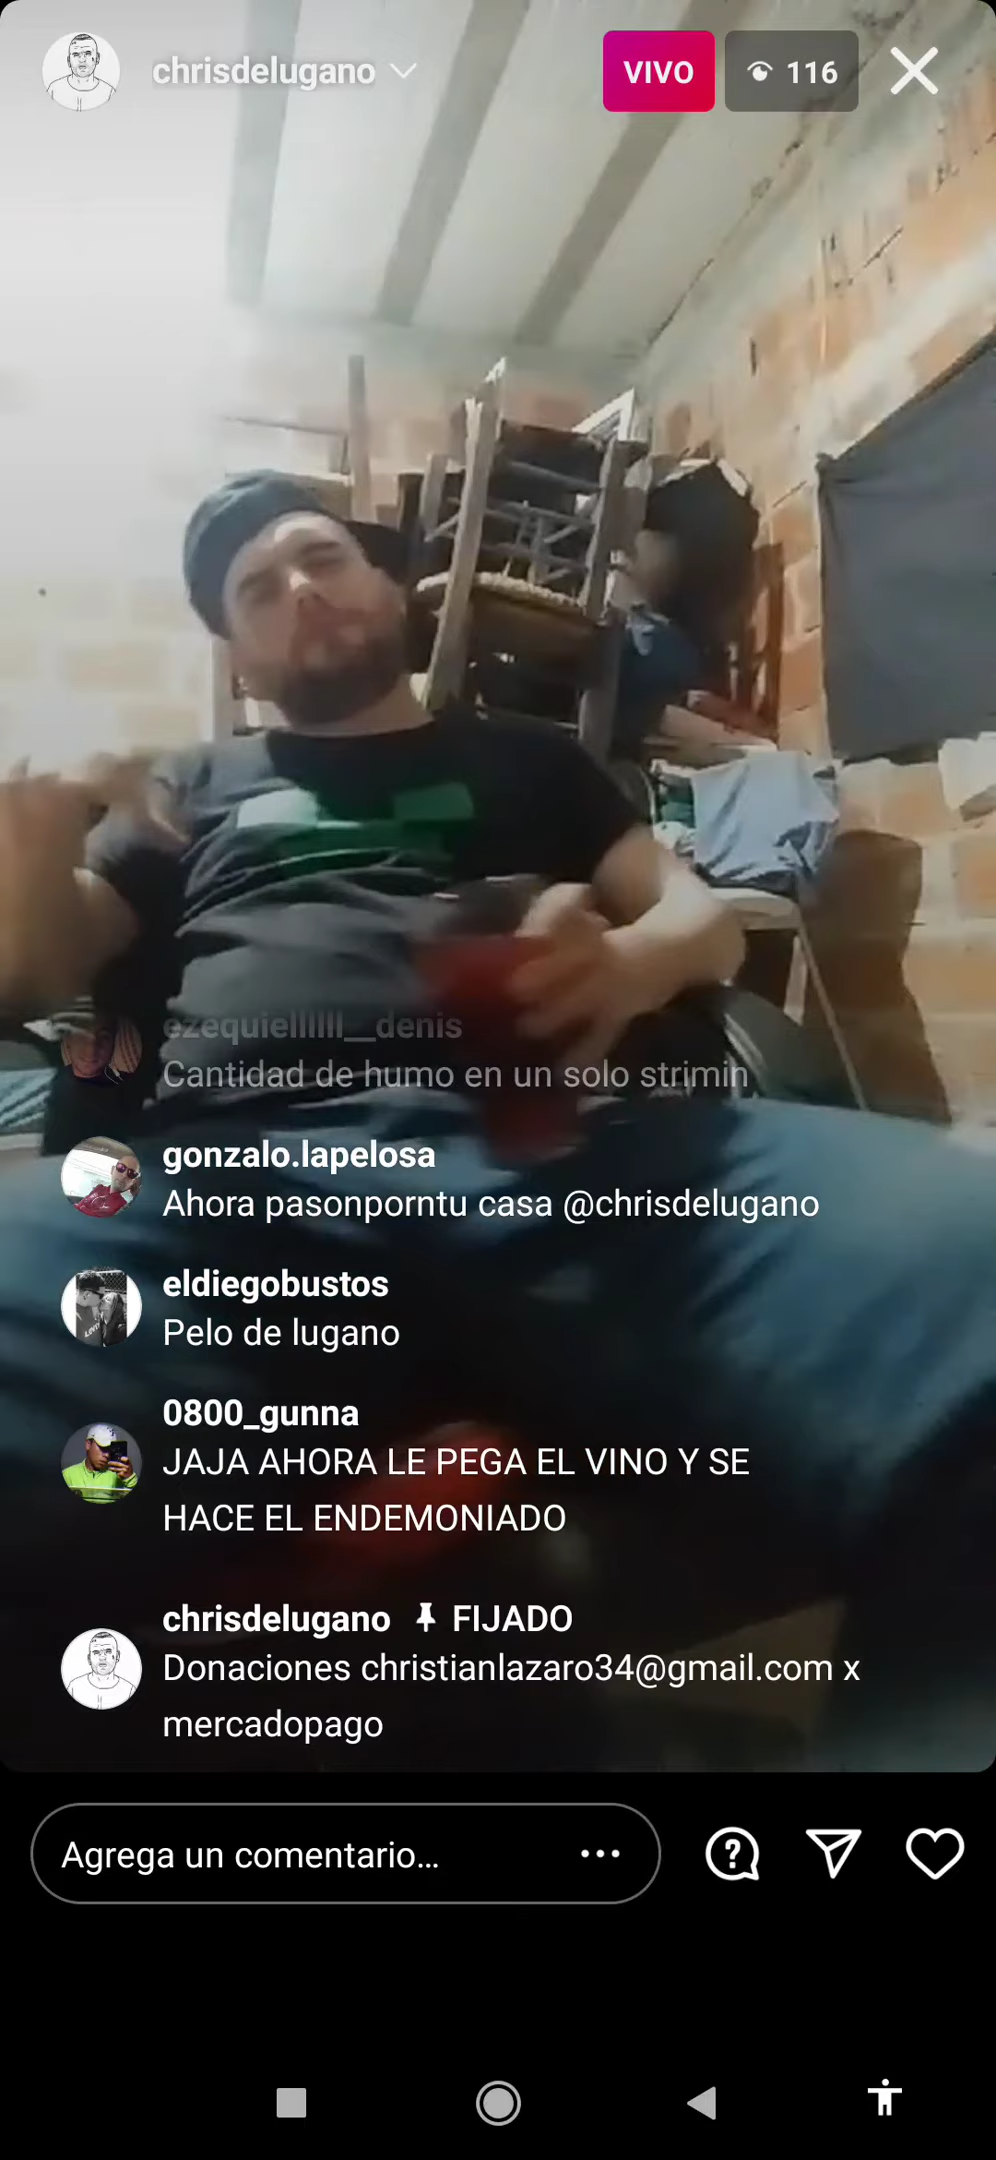 chrisdelugano
VIVO
116
ezequiellllll__denis
Cantidad de humo en un solo strimin
gonzalo.lapelosa
Ahora pasonporntu casa @chrisdelugano
eldiegobustos
Pelo de lugano
0800_gunna
JAJA AHORA LE PEGA EL VINO Y SE
HACE EL ENDEMONIADO
chrisdelugano FIJADO
Donaciones christianlazaro34@gmail.com x
mercadopago
Agrega un comentario...